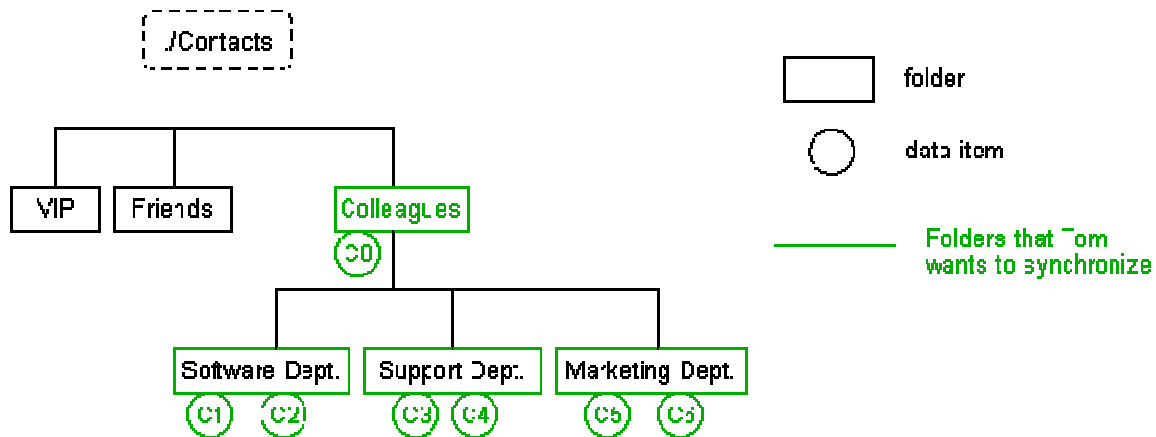 ./Contacts
folder
data item
VIP
Friends
Colleagues
C0
Folders that Tom
wants to synchronize
Software Dept.
Support Dept.
Marketing Dept.
C1
C2
C3
C4
C5
C6